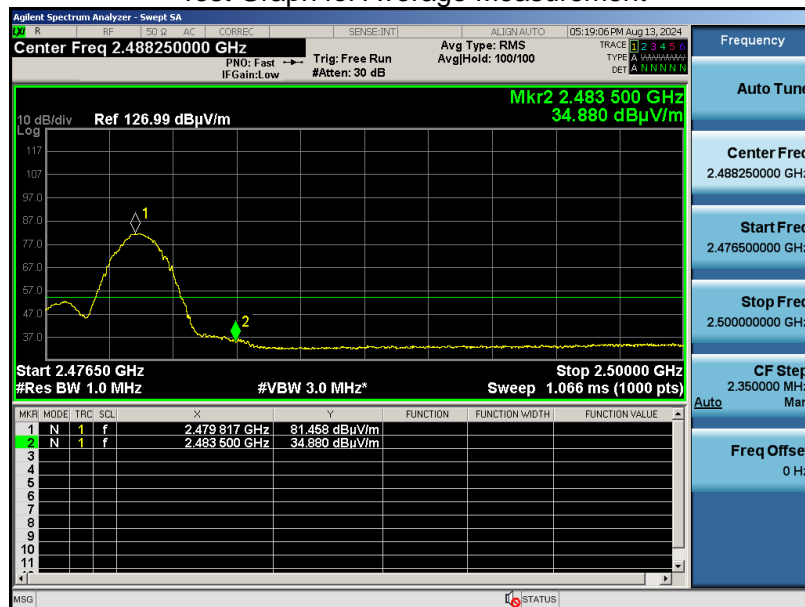 Test Graph for Average Measurement
Agilent Spectrum Analyzer - Swept SA
LXI R RF 50 Ω AC CORREC SENSE:INT ALIGN AUTO 05:19:06 PM Aug 13, 2024
Center Freq 2.488250000 GHz
PNO: Fast
IFGain:Low
Trig: Free Run
#Atten: 30 dB
Avg Type: RMS
Avg|Hold: 100/100
TRACE 1 2 3 4 5 6
TYPE A WWWWW
DET A N N N N N
Mkr2 2.483 500 GHz
34.880 dBµV/m
10 dB/div Ref 126.99 dBµV/m
Log
117
107
97.0
87.0
77.0
67.0
57.0
47.0
37.0
1
2
Start 2.47650 GHz Stop 2.50000 GHz
#Res BW 1.0 MHz #VBW 3.0 MHz* Sweep 1.066 ms (1000 pts)
MKR MODE TRC SCL X Y FUNCTION FUNCTION WIDTH FUNCTION VALUE
1 N 1 f 2.479 817 GHz 81.458 dBµV/m
2 N 1 f 2.483 500 GHz 34.880 dBµV/m
3
4
5
6
7
8
9
10
11
MSG STATUS
Frequency
Auto Tune
Center Freq
2.488250000 GHz
Start Freq
2.476500000 GHz
Stop Freq
2.500000000 GHz
CF Step
2.350000 MHz
Auto Man
Freq Offset
0 Hz